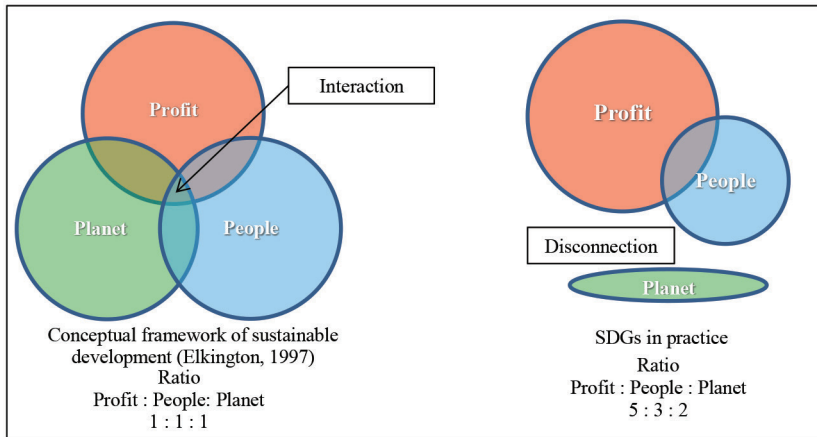 Interaction
Profit
Planet
People
Conceptual framework of sustainable
development (Elkington, 1997)
Ratio
Profit : People: Planet
1 : 1 : 1
Profit
People
Disconnection
Planet
SDGs in practice
Ratio
Profit : People : Planet
5 : 3 : 2